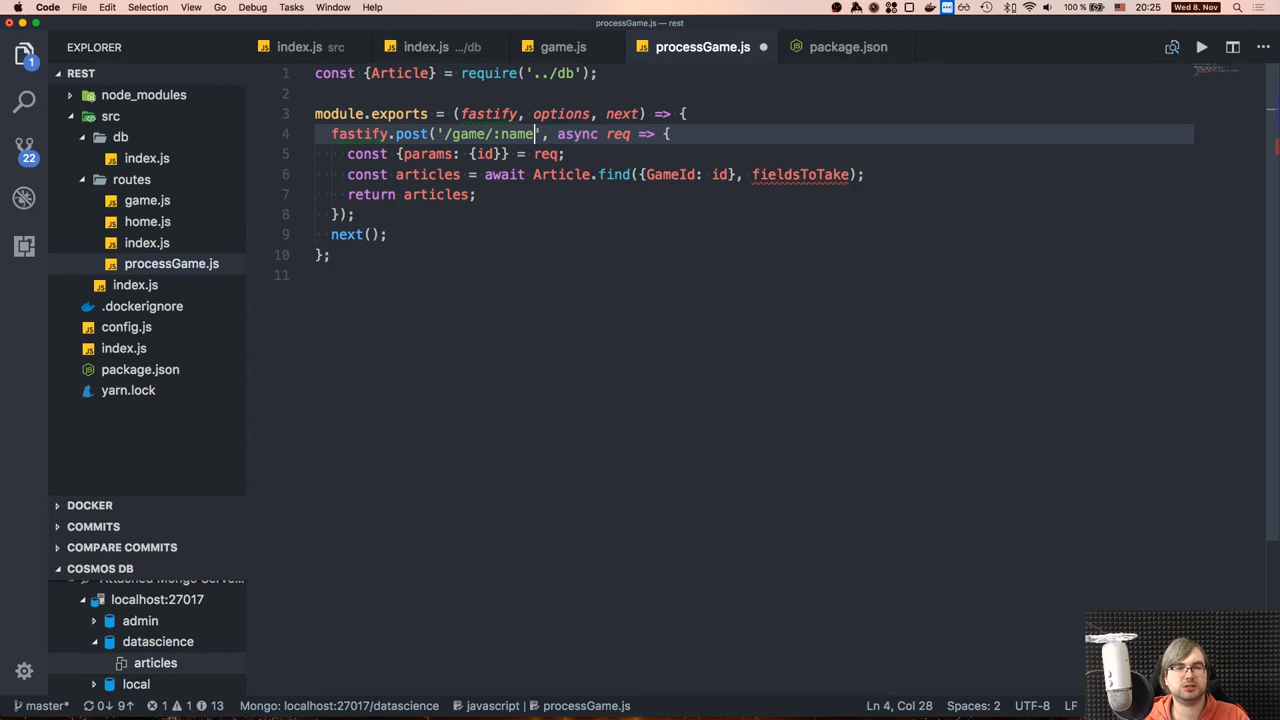 Code File Edit Selection View Go Debug Tasks Window Help 100 % Wed 8. Nov 20:25
processGame.js — rest
EXPLORER
index.js src
index.js .../db
game.js
processGame.js
package.json
REST
node_modules
src
db
index.js
routes
game.js
home.js
index.js
processGame.js
index.js
.dockerignore
config.js
index.js
package.json
yarn.lock
DOCKER
COMMITS
COMPARE COMMITS
COSMOS DB
Attached Mongo Serve...
localhost:27017
admin
datascience
articles
local
1
22
1 const {Article} = require('../db');
2
3 module.exports = (fastify, options, next) => {
4 fastify.post('/game/:name', async req => {
5 const {params: {id}} = req;
6 const articles = await Article.find({GameId: id}, fieldsToTake);
7 return articles;
8 });
9 next();
10 };
11
master* 0↓ 9↑ 1 1 13 Mongo: localhost:27017/datascience javascript processGame.js Ln 4, Col 28 Spaces: 2 UTF-8 LF